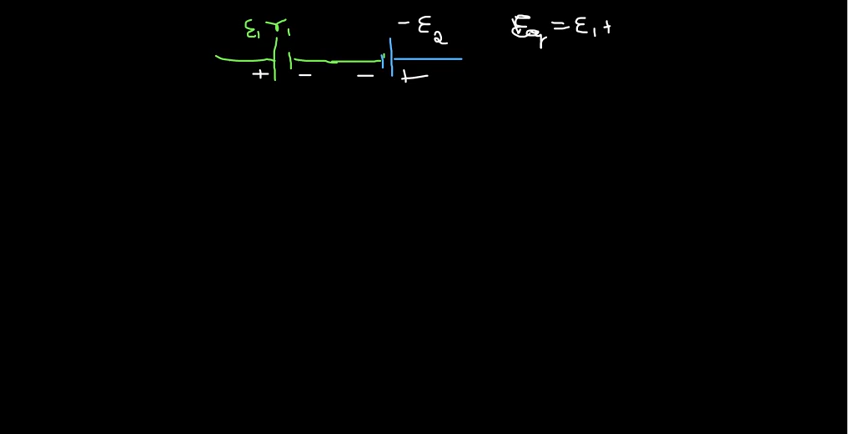 ε₁ r₁ - ε₂ ε_eq = ε₁ +
+ - - +